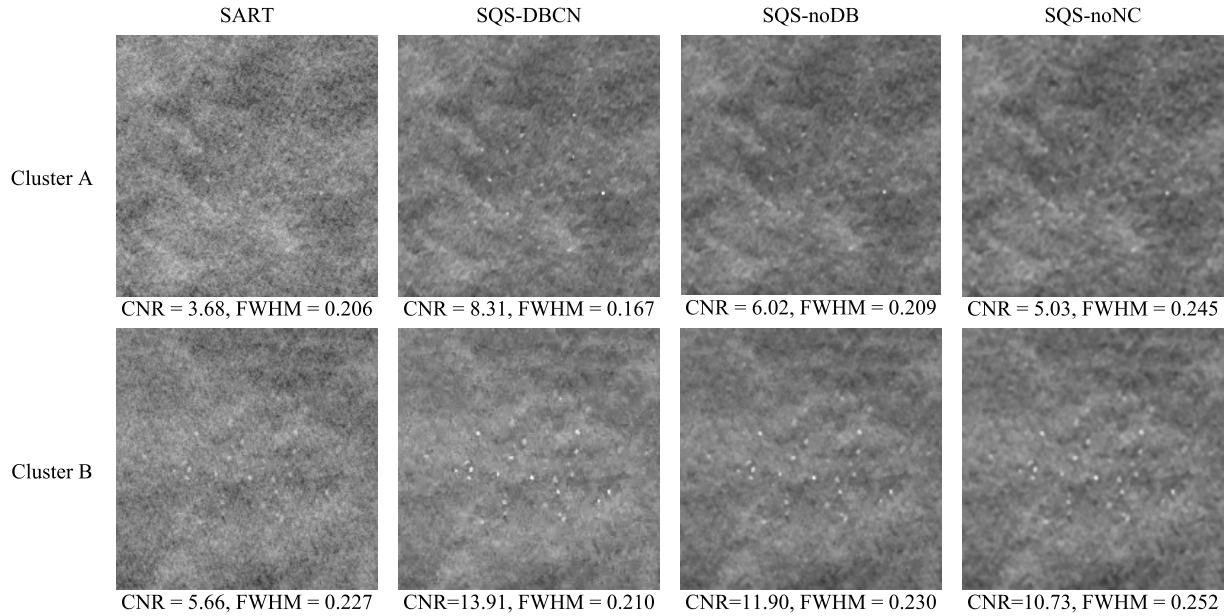 SART SQS-DBCN SQS-noDB SQS-noNC
Cluster A
CNR = 3.68, FWHM = 0.206 CNR = 8.31, FWHM = 0.167 CNR = 6.02, FWHM = 0.209 CNR = 5.03, FWHM = 0.245
Cluster B
CNR = 5.66, FWHM = 0.227 CNR=13.91, FWHM = 0.210 CNR=11.90, FWHM = 0.230 CNR=10.73, FWHM = 0.252